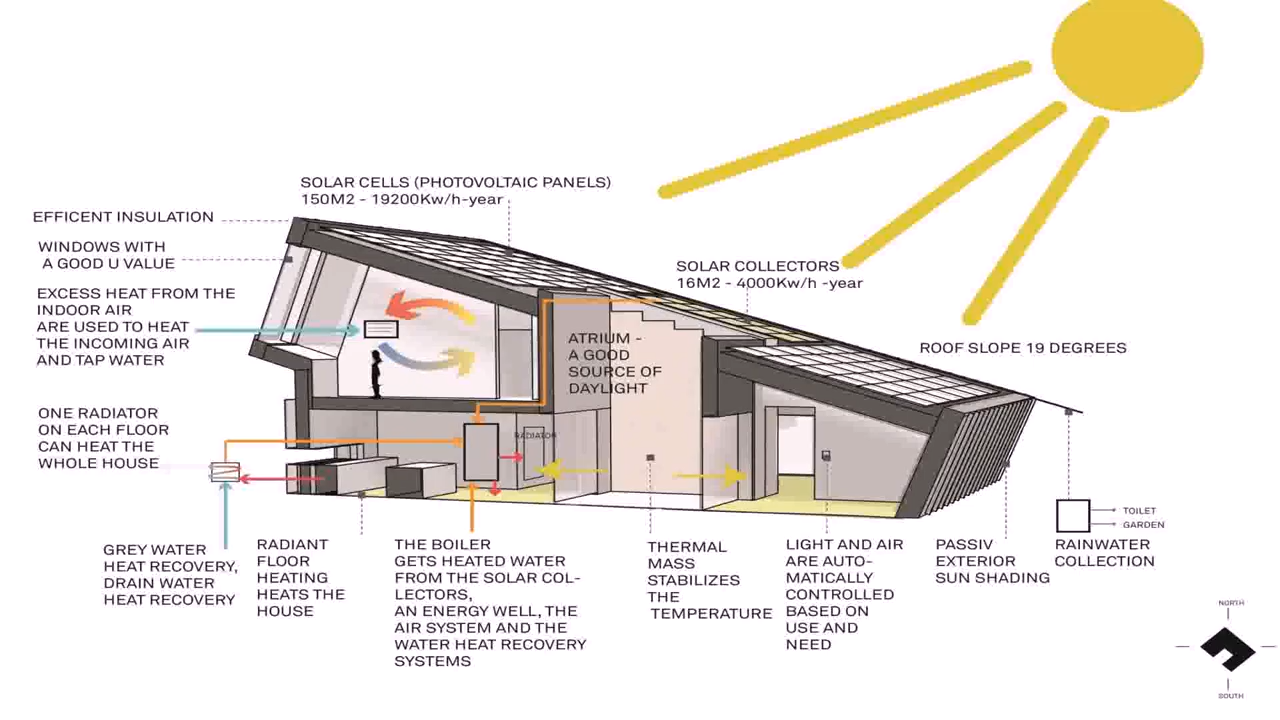 SOLAR CELLS (PHOTOVOLTAIC PANELS)
150M2 - 19200Kw/h-year
EFFICENT INSULATION
WINDOWS WITH
A GOOD U VALUE
EXCESS HEAT FROM THE
INDOOR AIR
ARE USED TO HEAT
THE INCOMING AIR
AND TAP WATER
ONE RADIATOR
ON EACH FLOOR
CAN HEAT THE
WHOLE HOUSE
SOLAR COLLECTORS
16M2 - 4000Kw/h -year
ATRIUM -
A GOOD
SOURCE OF
DAYLIGHT
ROOF SLOPE 19 DEGREES
RADIATOR
GREY WATER
HEAT RECOVERY,
DRAIN WATER
HEAT RECOVERY
RADIANT
FLOOR
HEATING
HEATS THE
HOUSE
THE BOILER
GETS HEATED WATER
FROM THE SOLAR COL-
LECTORS,
AN ENERGY WELL, THE
AIR SYSTEM AND THE
WATER HEAT RECOVERY
SYSTEMS
THERMAL
MASS
STABILIZES
THE
TEMPERATURE
LIGHT AND AIR
ARE AUTO-
MATICALLY
CONTROLLED
BASED ON
USE AND
NEED
PASSIV
EXTERIOR
SUN SHADING
TOILET
GARDEN
RAINWATER
COLLECTION
NORTH
SOUTH